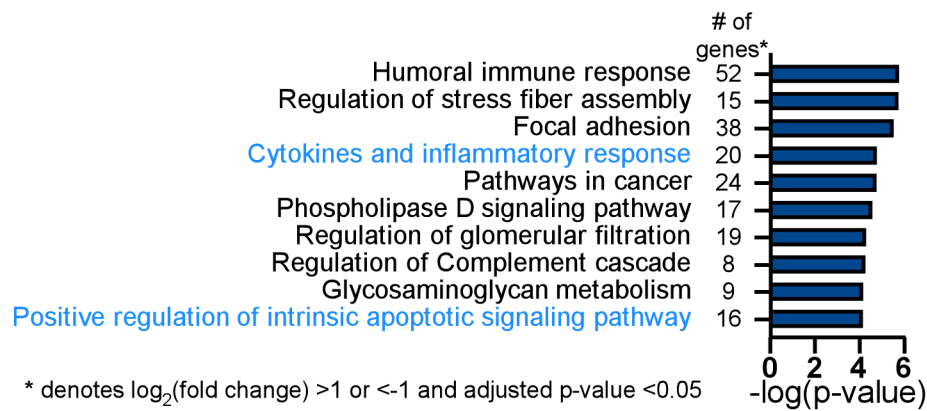 # of
genes*
Humoral immune response 52
Regulation of stress fiber assembly 15
Focal adhesion 38
Cytokines and inflammatory response 20
Pathways in cancer 24
Phospholipase D signaling pathway 17
Regulation of glomerular filtration 19
Regulation of Complement cascade 8
Glycosaminoglycan metabolism 9
Positive regulation of intrinsic apoptotic signaling pathway 16
0 2 4 6
-log(p-value)
* denotes log₂(fold change) >1 or <-1 and adjusted p-value <0.05